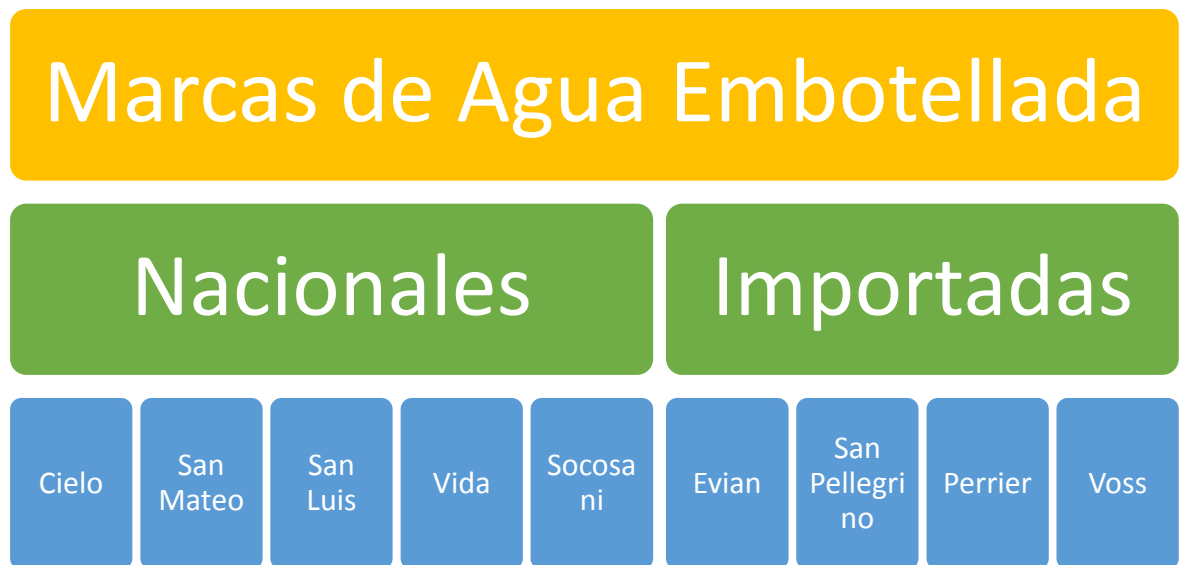 Marcas de Agua Embotellada
Nacionales
Importadas
Cielo
San
Mateo
San
Luis
Vida
Socosa
ni
Evian
San
Pellegri
no
Perrier
Voss